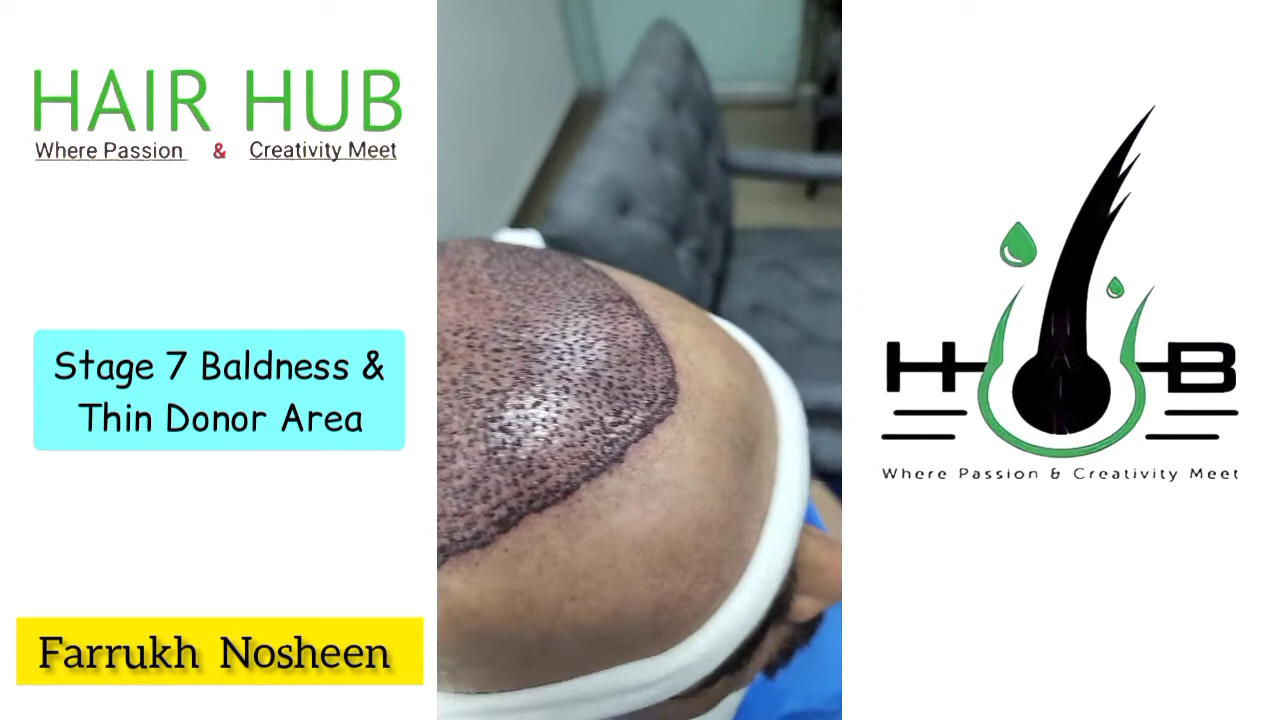 HAIR HUB
Where Passion & Creativity Meet
Stage 7 Baldness &
Thin Donor Area
Farrukh Nosheen
H B
Where Passion & Creativity Meet